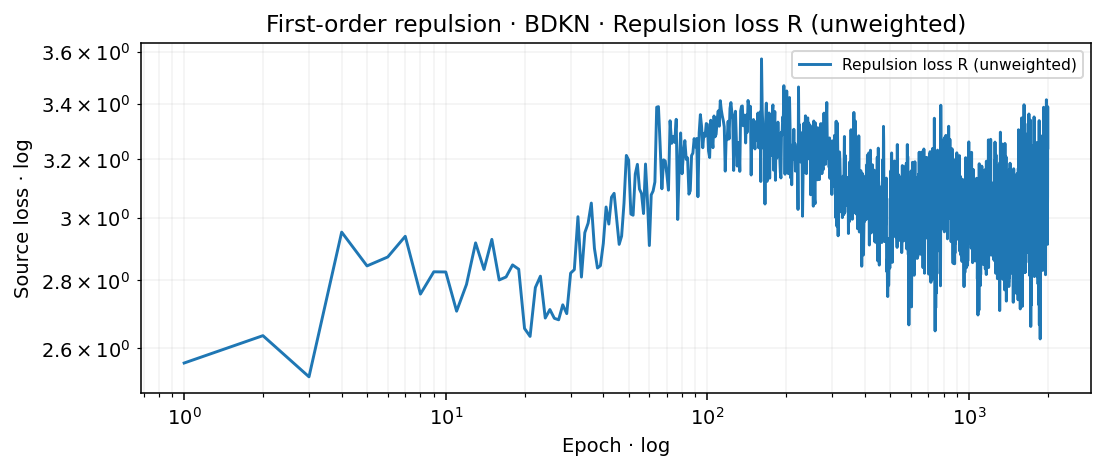 First-order repulsion · BDKN · Repulsion loss R (unweighted)
Repulsion loss R (unweighted)
Source loss · log
3.6 × 10⁰
3.4 × 10⁰
3.2 × 10⁰
3 × 10⁰
2.8 × 10⁰
2.6 × 10⁰
10⁰ 10¹ 10² 10³
Epoch · log